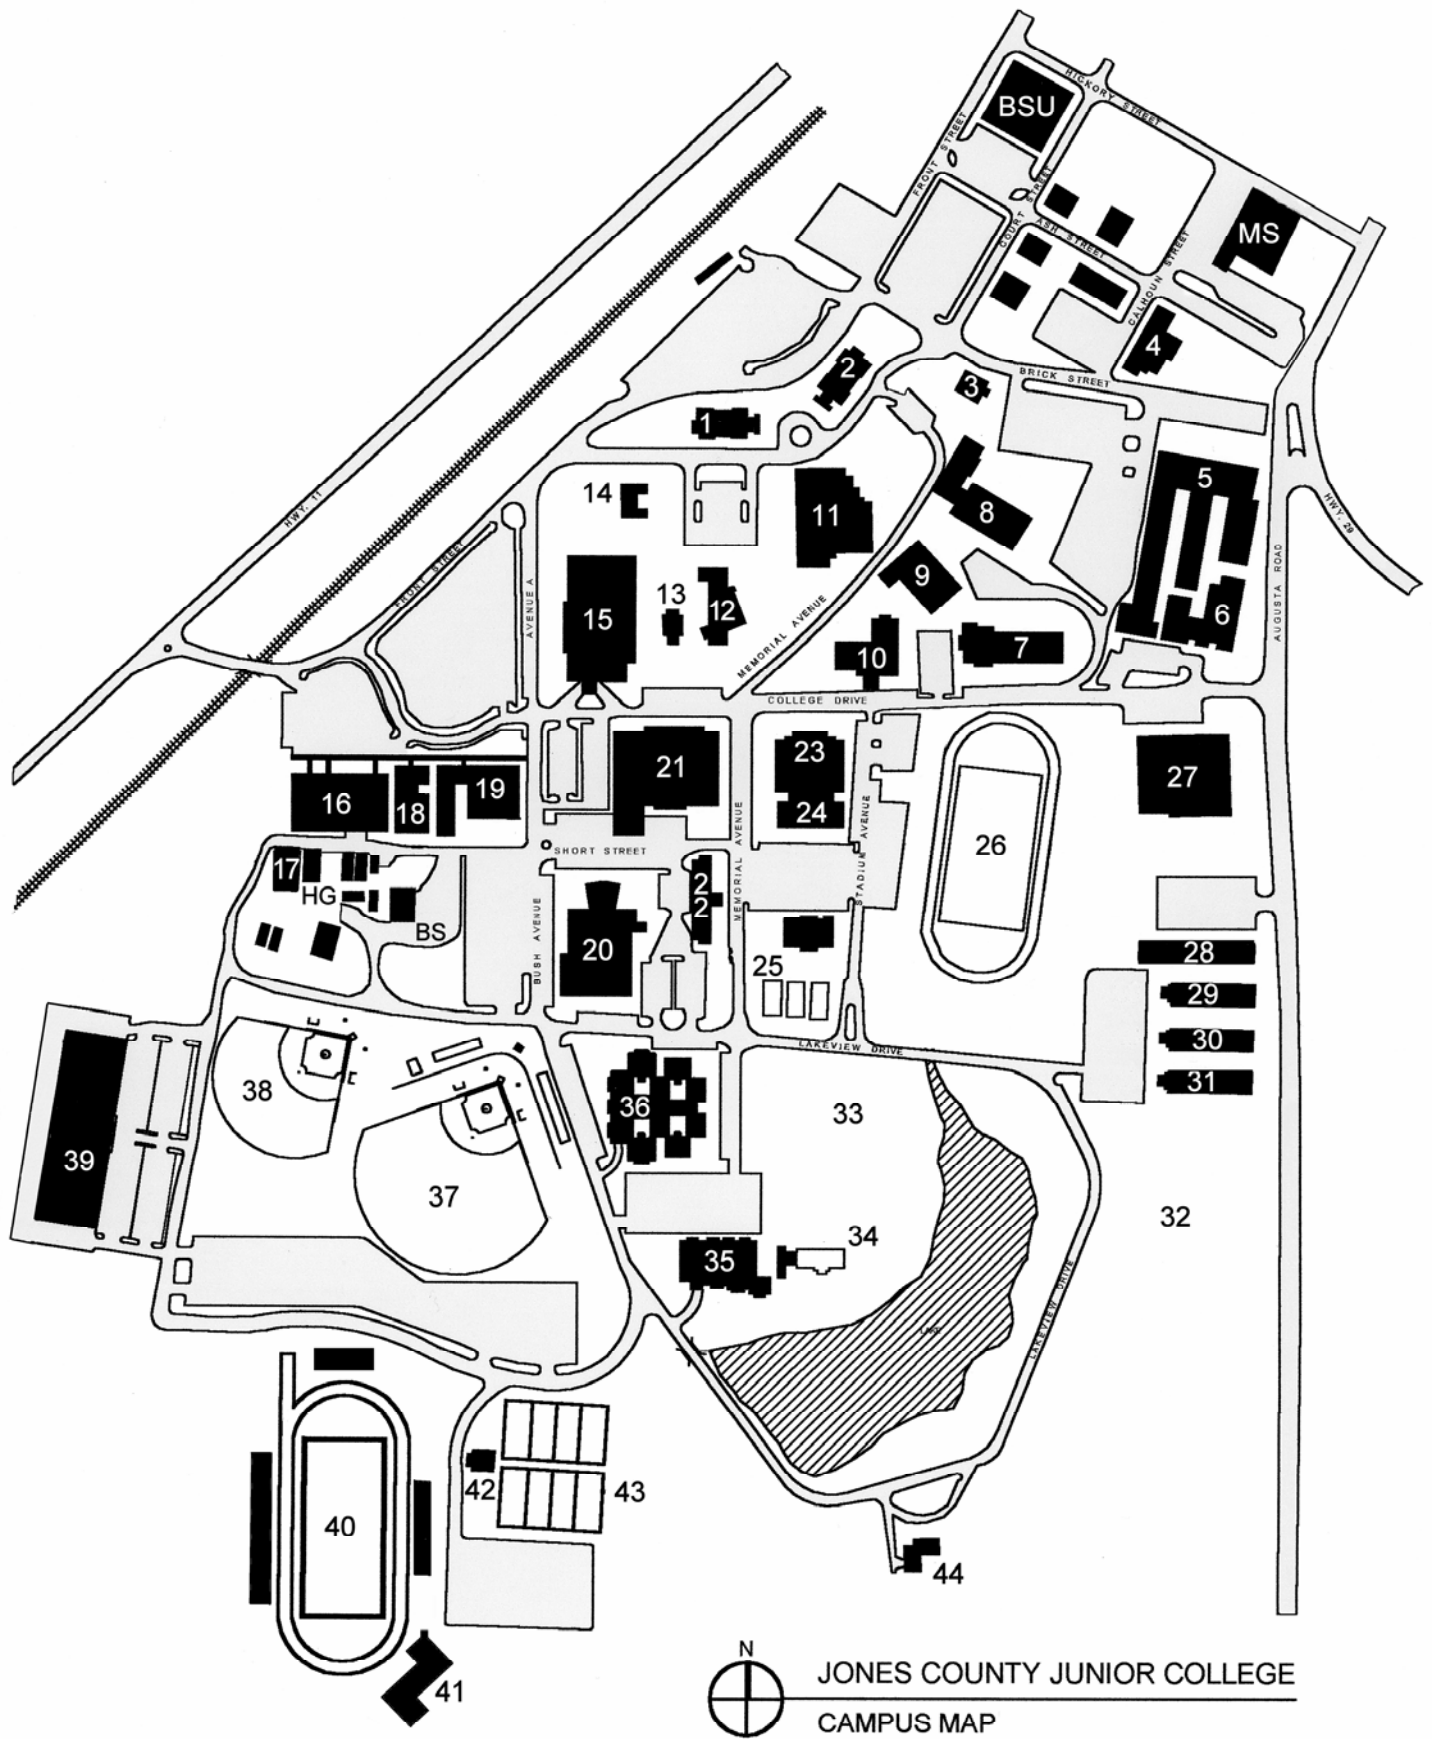 HICKORY STREET
BSU
FRONT STREET
COURT STREET
ASH STREET
MS
CALHOUN STREET
4
2
3
BRICK STREET
1
5
HWY. 11
14
11
8
HWY. 29
FRONT STREET
AVENUE A
9
AUGUSTA ROAD
13
12
15
6
MEMORIAL AVENUE
7
10
COLLEGE DRIVE
21
23
27
16
18
19
24
MEMORIAL AVENUE
STADIUM AVENUE
26
SHORT STREET
17
HG
22
BS
BUSH AVENUE
20
25
28
29
30
31
LAKEVIEW DRIVE
38
36
33
39
37
32
34
35
LAKEVIEW DRIVE
LAKE
42
43
40
44
41
N
JONES COUNTY JUNIOR COLLEGE
CAMPUS MAP